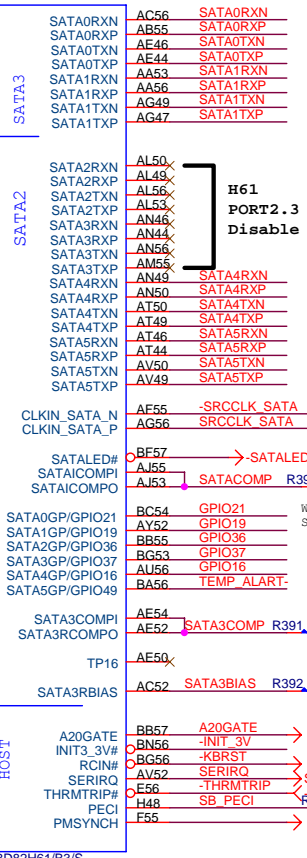 SATA3
SATA0RXN AC56 SATA0RXN
SATA0RXP AB55 SATA0RXP
SATA0TXN AE46 SATA0TXN
SATA0TXP AE44 SATA0TXP
SATA1RXN AA53 SATA1RXN
SATA1RXP AA56 SATA1RXP
SATA1TXN AG49 SATA1TXN
SATA1TXP AG47 SATA1TXP
SATA2
SATA2RXN AL50
SATA2RXP AL49
SATA2TXN AL56
SATA2TXP AL53
SATA3RXN AN46
SATA3RXP AN44
SATA3TXN AN56
SATA3TXP AM55
H61
PORT2.3
Disable
SATA4RXN AN49 SATA4RXN
SATA4RXP AN50 SATA4RXP
SATA4TXN AT50 SATA4TXN
SATA4TXP AT49 SATA4TXP
SATA5RXN AT46 SATA5RXN
SATA5RXP AT44 SATA5RXP
SATA5TXN AV50 SATA5TXN
SATA5TXP AV49 SATA5TXP
CLKIN_SATA_N AF55 -SRCCLK_SATA
CLKIN_SATA_P AG56 SRCCLK_SATA
SATALED# BF57 -SATALED
SATAICOMPI AJ55
SATAICOMPO AJ53 SATACOMP R39
SATA0GP/GPIO21 BC54 GPIO21
SATA1GP/GPIO19 AY52 GPIO19
SATA2GP/GPIO36 BB55 GPIO36
SATA3GP/GPIO37 BG53 GPIO37
SATA4GP/GPIO16 AU56 GPIO16
SATA5GP/GPIO49 BA56 TEMP_ALART-
SATA3COMPI AE54
SATA3RCOMPO AE52 SATA3COMP R391
TP16 AE50
SATA3RBIAS AC52 SATA3BIAS R392
HOST
A20GATE BB57 A20GATE
INIT3_3V# BN56 -INIT_3V
RCIN# BG56 -KBRST
SERIRQ AV52 SERIRQ
THRMTRIP# E56 -THRMTRIP
PECI H48 SB_PECI
PMSYNCH F55